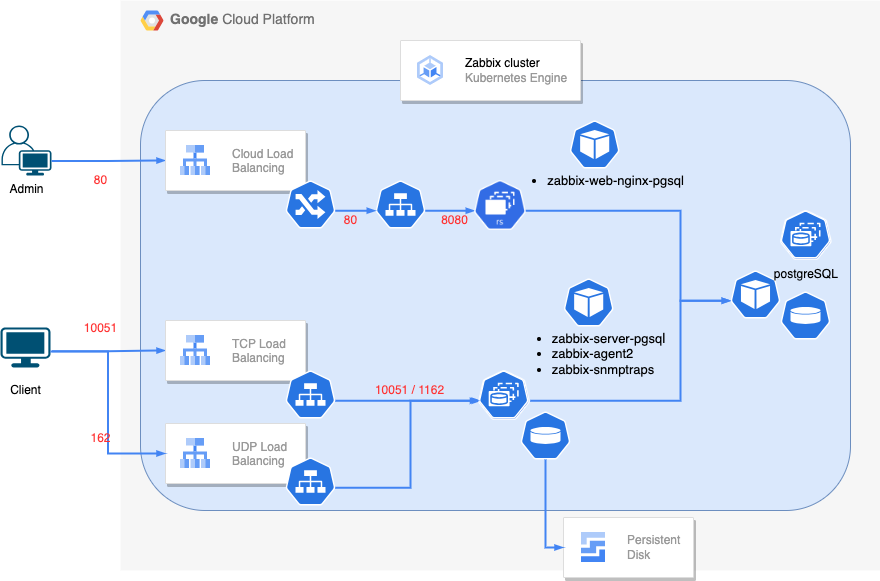 Google Cloud Platform
Zabbix cluster
Kubernetes Engine
Admin
80
Cloud Load
Balancing
80
8080
rs
• zabbix-web-nginx-pgsql
postgreSQL
Client
10051
162
TCP Load
Balancing
UDP Load
Balancing
10051 / 1162
• zabbix-server-pgsql
• zabbix-agent2
• zabbix-snmptraps
Persistent
Disk